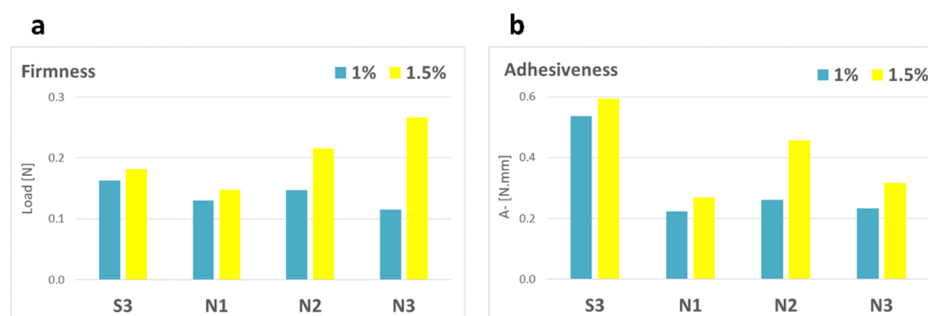 a
Firmness
1% 1.5%
0.3
0.2
0.1
0.0
Load [N]
S3 N1 N2 N3
b
Adhesiveness
1% 1.5%
0.6
0.4
0.2
0.0
A- [N.mm]
S3 N1 N2 N3